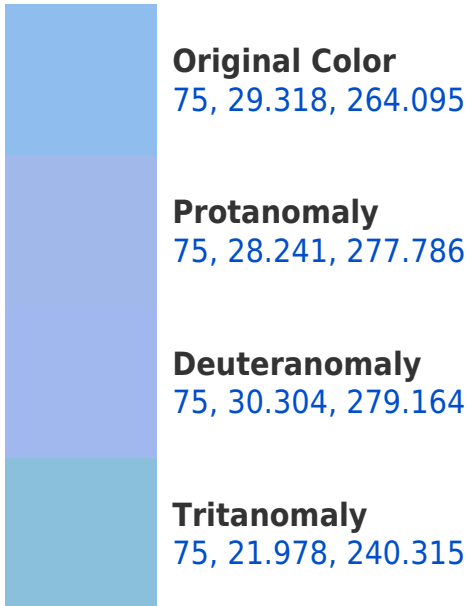 Original Color
75, 29.318, 264.095
Protanomaly
75, 28.241, 277.786
Deuteranomaly
75, 30.304, 279.164
Tritanomaly
75, 21.978, 240.315